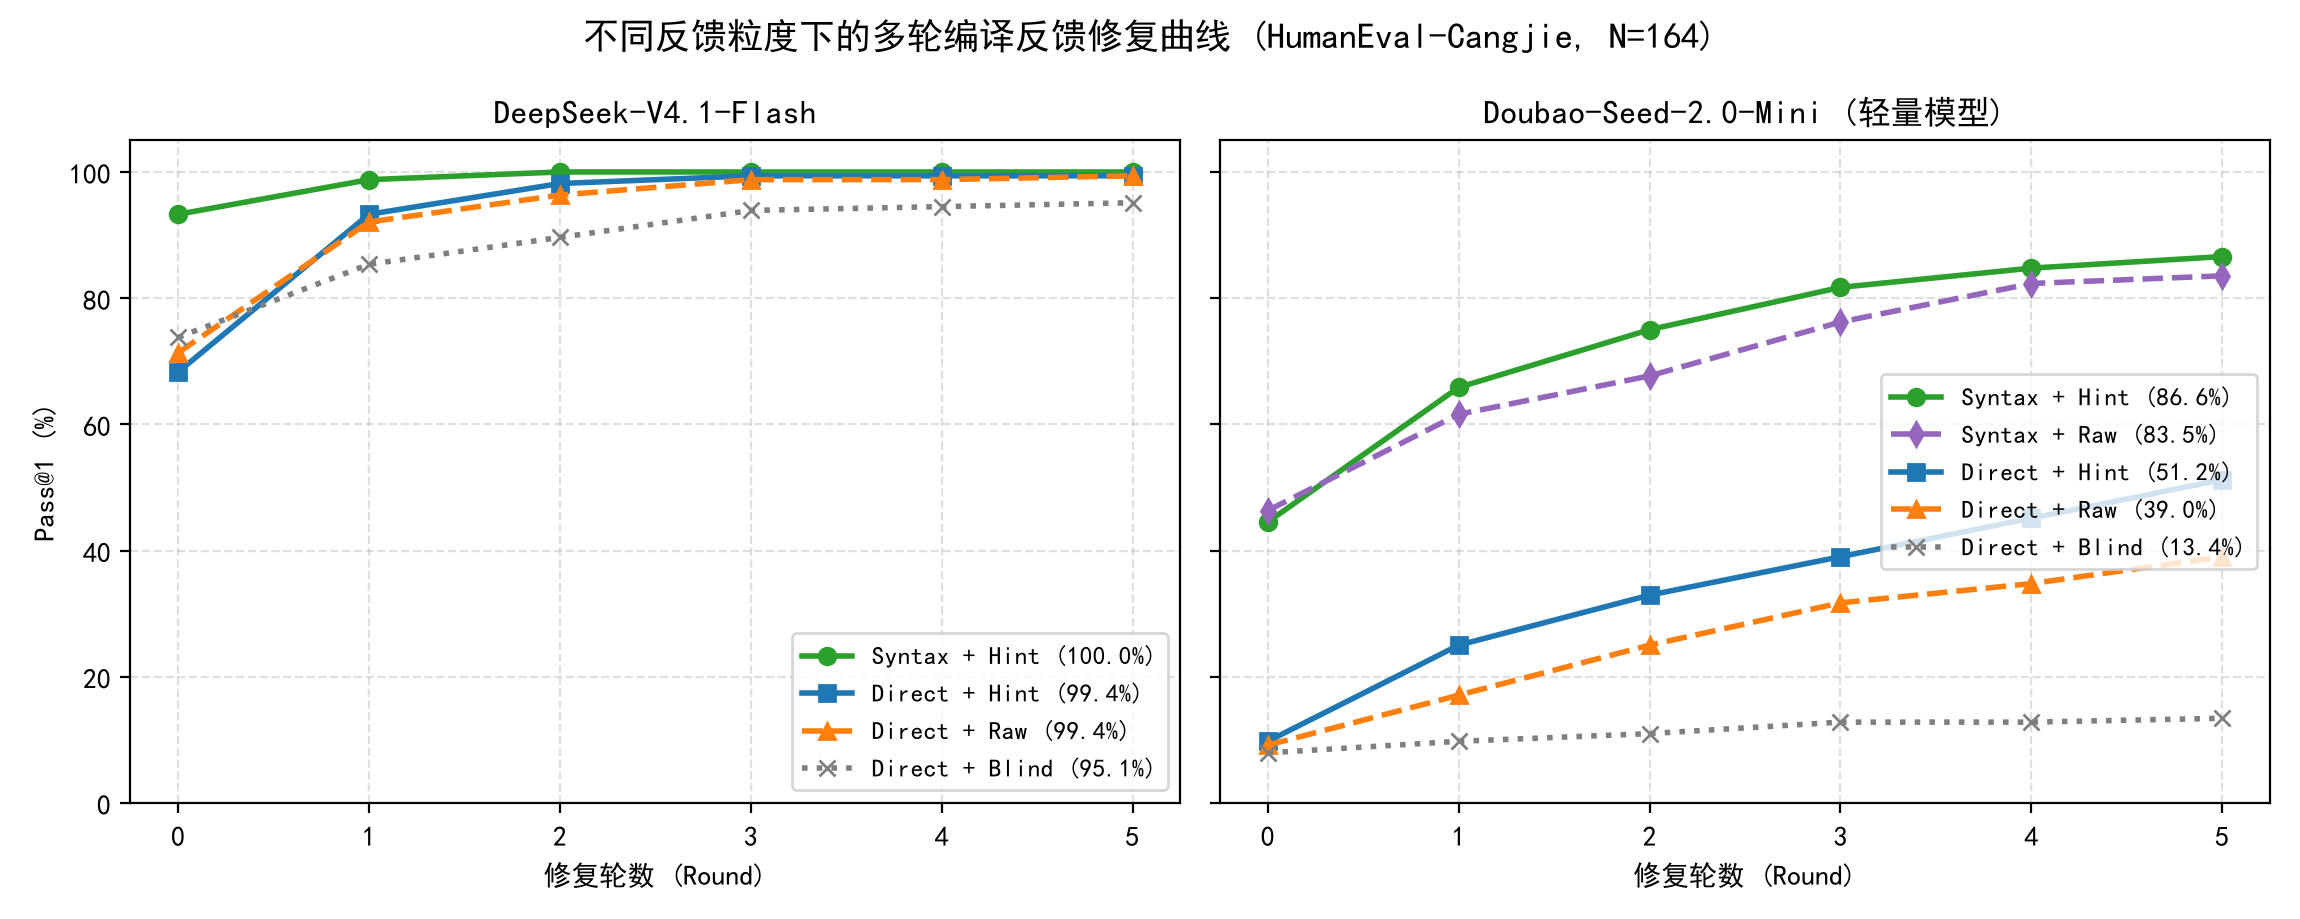 不同反馈粒度下的多轮编译反馈修复曲线 (HumanEval-Cangjie, N=164)
DeepSeek-V4.1-Flash
Pass@1 (%)
100
80
60
40
20
0
Syntax + Hint (100.0%)
Direct + Hint (99.4%)
Direct + Raw (99.4%)
Direct + Blind (95.1%)
0 1 2 3 4 5
修复轮数 (Round)
Doubao-Seed-2.0-Mini (轻量模型)
Syntax + Hint (86.6%)
Syntax + Raw (83.5%)
Direct + Hint (51.2%)
Direct + Raw (39.0%)
Direct + Blind (13.4%)
0 1 2 3 4 5
修复轮数 (Round)